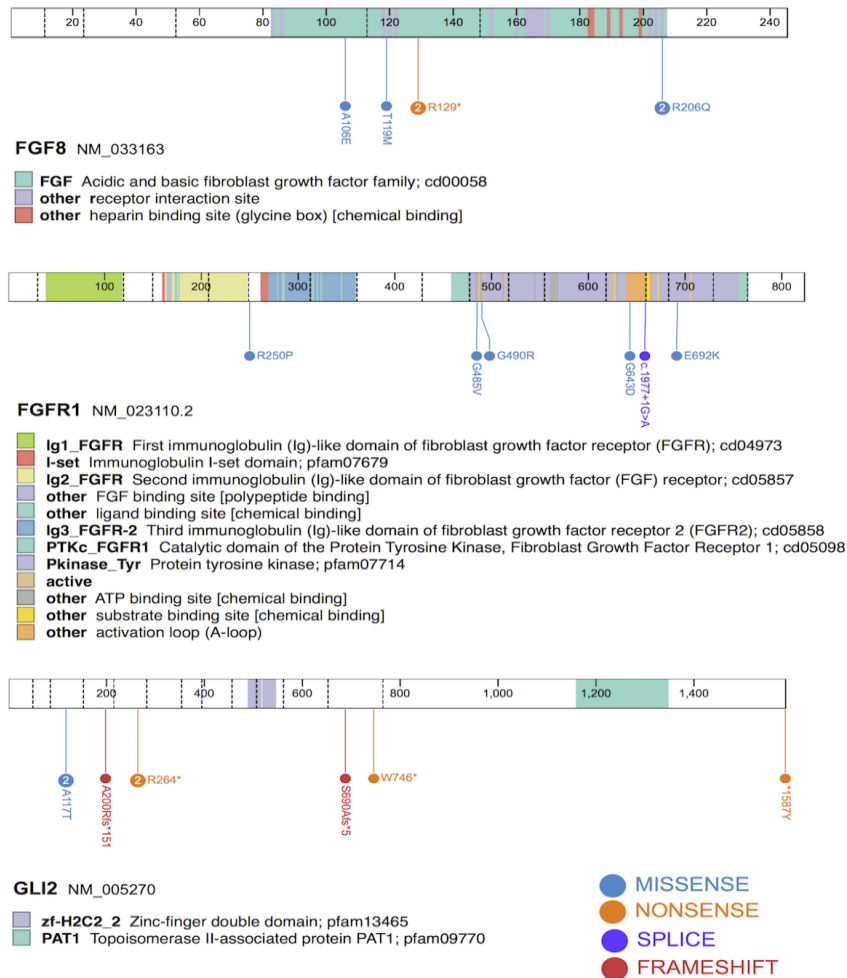 20 40 60 80 100 120 140 160 180 200 220 240
2 R129* 2 R206Q
A106E T119M
FGF8 NM_033163
FGF Acidic and basic fibroblast growth factor family; cd00058
other receptor interaction site
other heparin binding site (glycine box) [chemical binding]
100 200 300 400 500 600 700 800
R250P G490R E692K
G485V G643D c.1977+1G>A
FGFR1 NM_023110.2
Ig1_FGFR First immunoglobulin (Ig)-like domain of fibroblast growth factor receptor (FGFR); cd04973
I-set Immunoglobulin I-set domain; pfam07679
Ig2_FGFR Second immunoglobulin (Ig)-like domain of fibroblast growth factor (FGF) receptor; cd05857
other FGF binding site [polypeptide binding]
other ligand binding site [chemical binding]
Ig3_FGFR-2 Third immunoglobulin (Ig)-like domain of fibroblast growth factor receptor 2 (FGFR2); cd05858
PTKc_FGFR1 Catalytic domain of the Protein Tyrosine Kinase, Fibroblast Growth Factor Receptor 1; cd05098
Pkinase_Tyr Protein tyrosine kinase; pfam07714
active
other ATP binding site [chemical binding]
other substrate binding site [chemical binding]
other activation loop (A-loop)
200 400 600 800 1,000 1,200 1,400
2 2 R264* W746*
A117T A200Rfs*151 S690Afs*5 *1587Y
GLI2 NM_005270
zf-H2C2_2 Zinc-finger double domain; pfam13465
PAT1 Topoisomerase II-associated protein PAT1; pfam09770
MISSENSE
NONSENSE
SPLICE
FRAMESHIFT